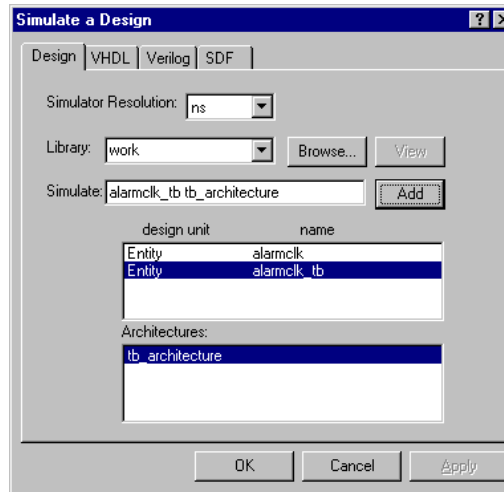 Simulate a Design
Design VHDL Verilog SDF
Simulator Resolution: ns
Library: work Browse... View
Simulate: alarmclk_tb tb_architecture Add
design unit name
Entity alarmclk
Entity alarmclk_tb
Architectures:
tb_architecture
OK Cancel Apply